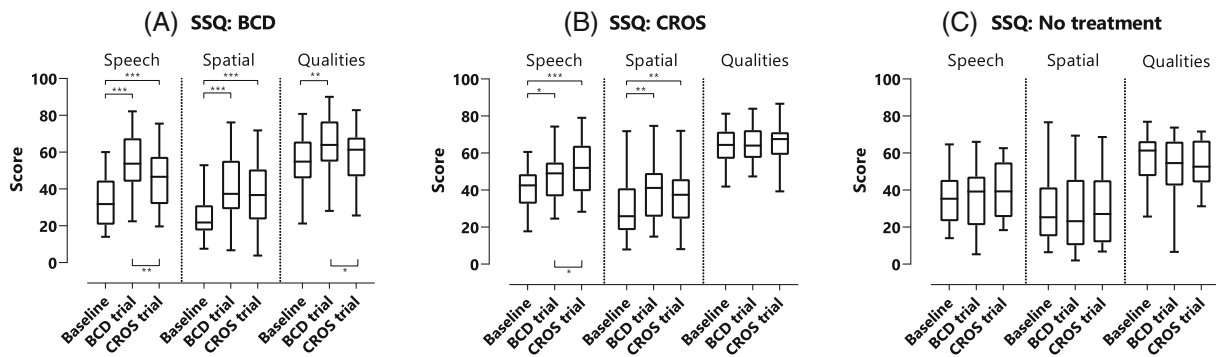 (A) SSQ: BCD
Speech Spatial Qualities
*** *** **
*** ***
100
80
60
40
20
0
Score
** *
Baseline
BCD trial
CROS trial
Baseline
BCD trial
CROS trial
Baseline
BCD trial
CROS trial
(B) SSQ: CROS
Speech Spatial Qualities
*** **
* **
100
80
60
40
20
0
Score
*
Baseline
BCD trial
CROS trial
Baseline
BCD trial
CROS trial
Baseline
BCD trial
CROS trial
(C) SSQ: No treatment
Speech Spatial Qualities
100
80
60
40
20
0
Score
Baseline
BCD trial
CROS trial
Baseline
BCD trial
CROS trial
Baseline
BCD trial
CROS trial